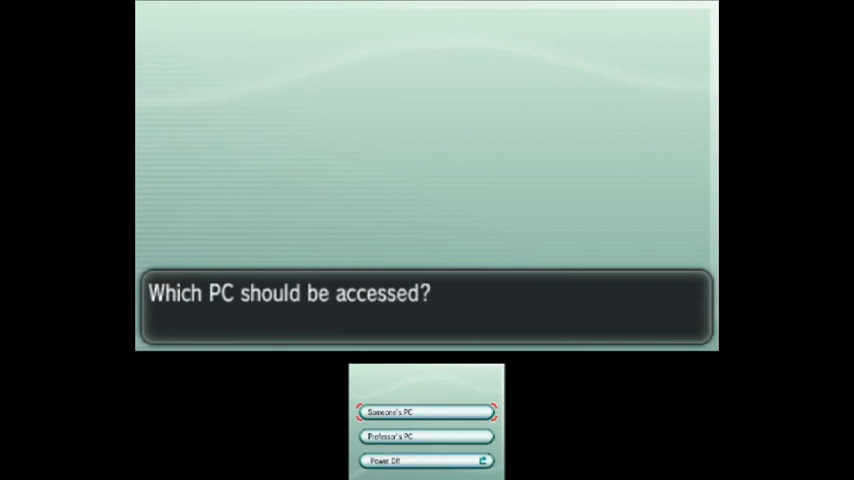 Which PC should be accessed?
Someone's PC
Professor's PC
Power Off